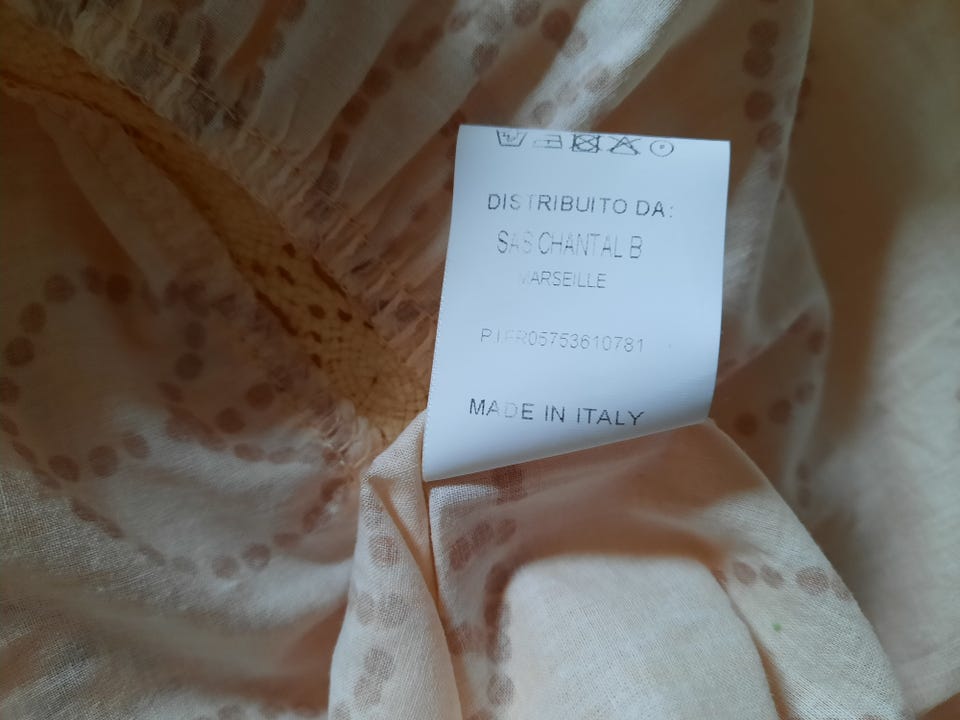 DISTRIBUITO DA:
SAS CHANTAL B
MARSEILLE
P.I FR05753610781
MADE IN ITALY